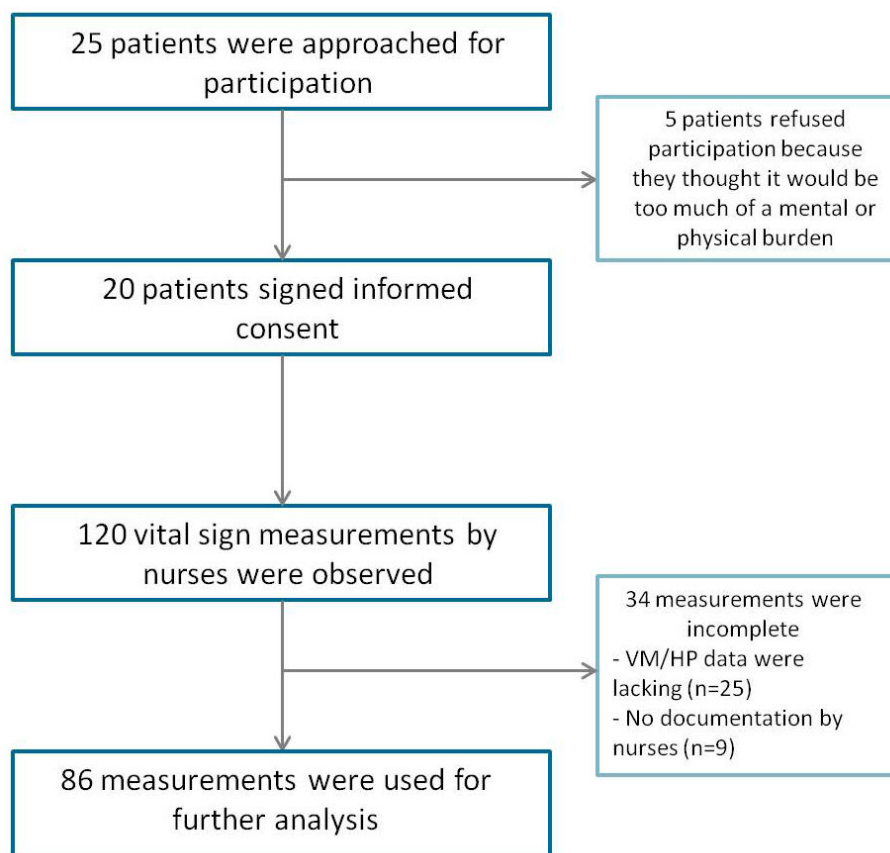 25 patients were approached for
participation
5 patients refused
participation because
they thought it would be
too much of a mental or
physical burden
20 patients signed informed
consent
120 vital sign measurements by
nurses were observed
34 measurements were
incomplete
- VM/HP data were
lacking (n=25)
- No documentation by
nurses (n=9)
86 measurements were used for
further analysis